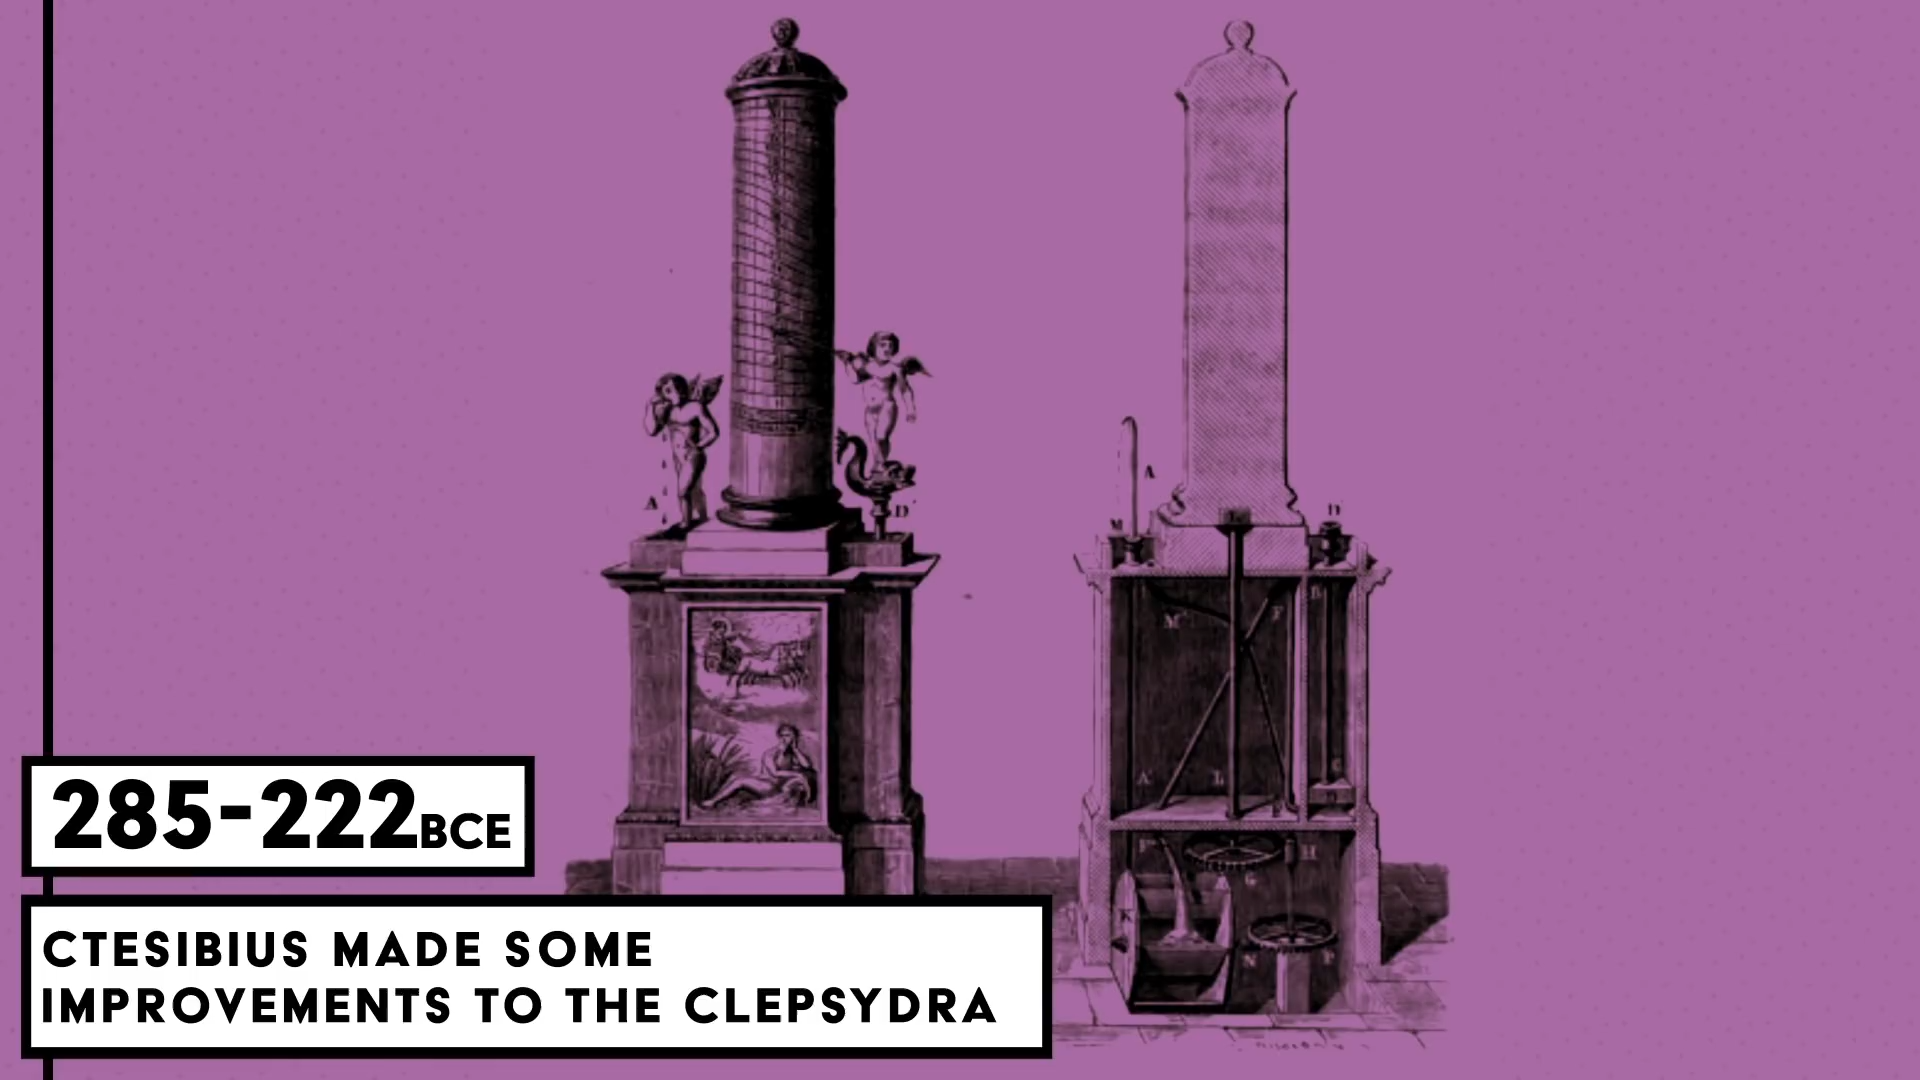 A
D
A
M
D
B
M
F
A
L
F
H
G
K
N
P
285-222BCE
CTESIBIUS MADE SOME
IMPROVEMENTS TO THE CLEPSYDRA